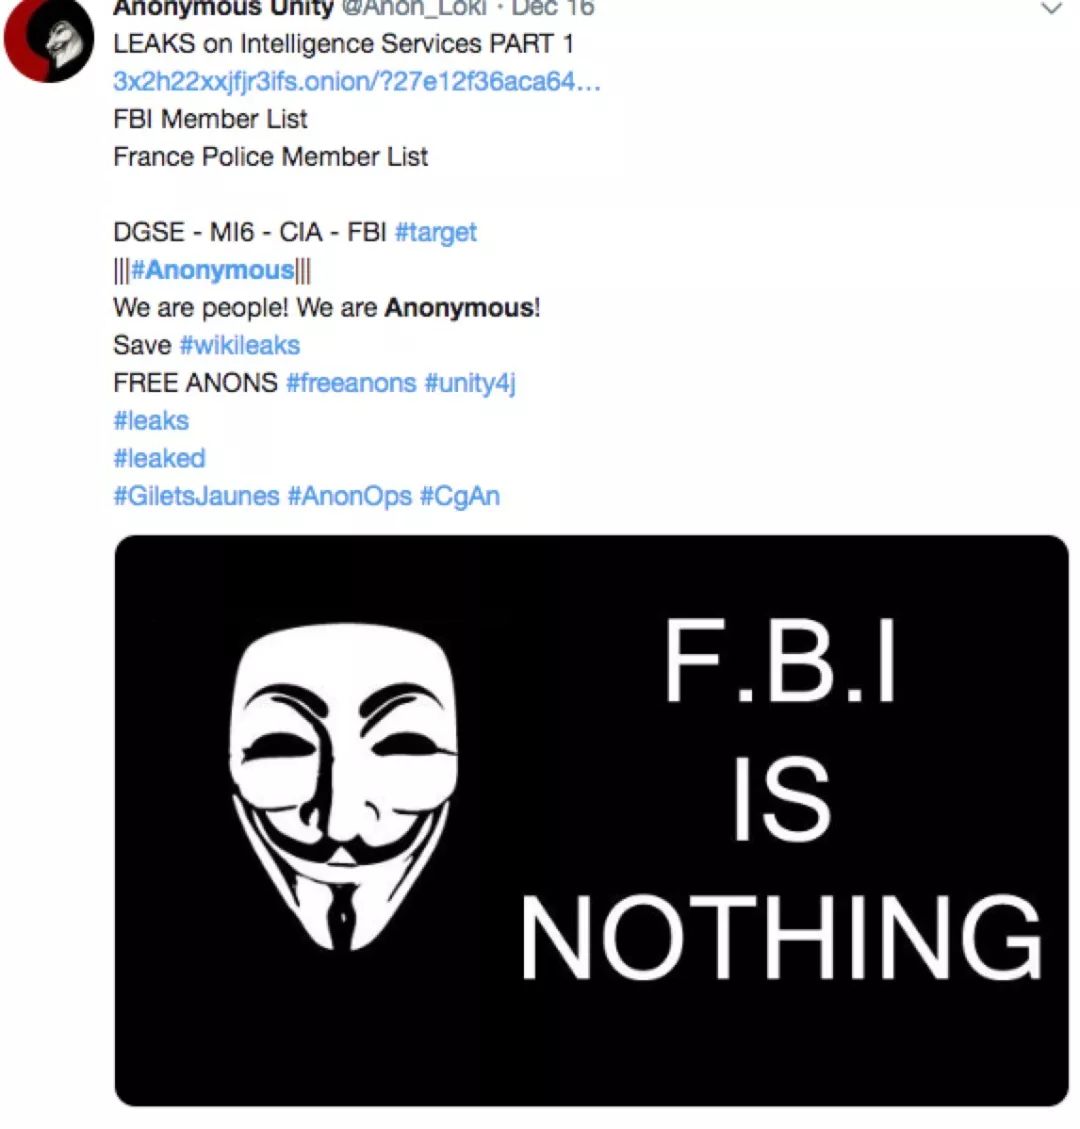 Anonymous Unity @Anon_Loki · Dec 16
LEAKS on Intelligence Services PART 1
3x2h22xxjfjr3ifs.onion/?27e12f36aca64...
FBI Member List
France Police Member List
DGSE - MI6 - CIA - FBI #target
|||#Anonymous|||
We are people! We are Anonymous!
Save #wikileaks
FREE ANONS #freeanons #unity4j
#leaks
#leaked
#GiletsJaunes #AnonOps #CgAn
F.B.I
IS
NOTHING